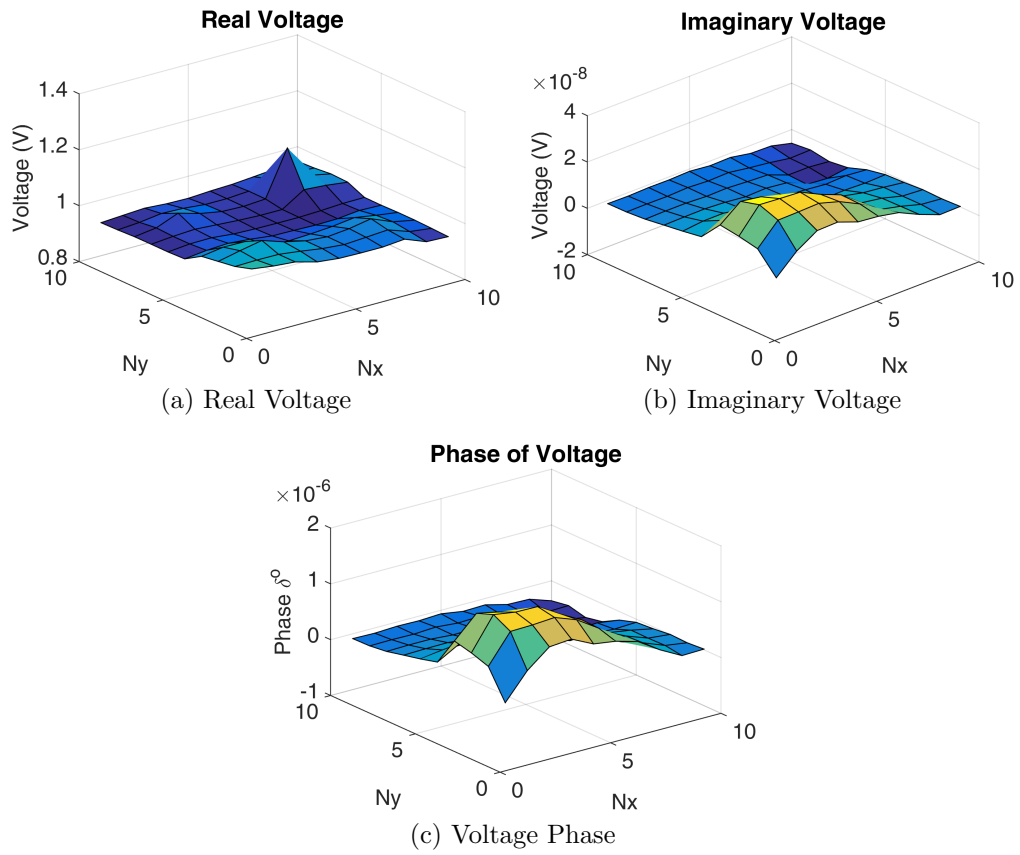 Real Voltage
1.4
1.2
1
0.8
Voltage (V)
10
5
0
Ny
0
5
10
Nx
(a) Real Voltage
Imaginary Voltage
×10^-8
4
2
0
-2
Voltage (V)
10
5
0
Ny
0
5
10
Nx
(b) Imaginary Voltage
Phase of Voltage
×10^-6
2
1
0
-1
Phase δ^o
10
5
0
Ny
0
5
10
Nx
(c) Voltage Phase